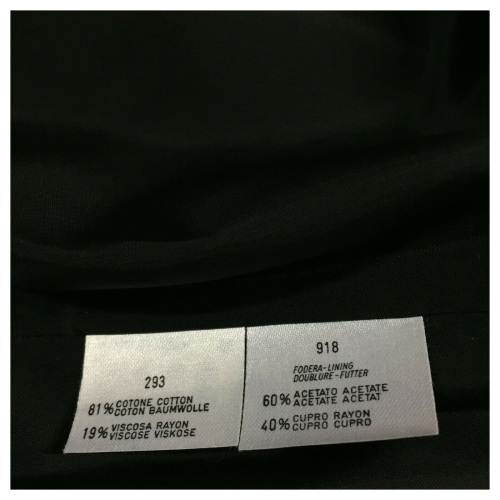 293
81% COTONE COTTON
COTON BAUMWOLLE
19% VISCOSA RAYON
VISCOSE VISKOSE
918
FODERA-LINING
DOUBLURE-FUTTER
60% ACETATO ACETATE
ACETATE ACETAT
40% CUPRO RAYON
CUPRO CUPRO